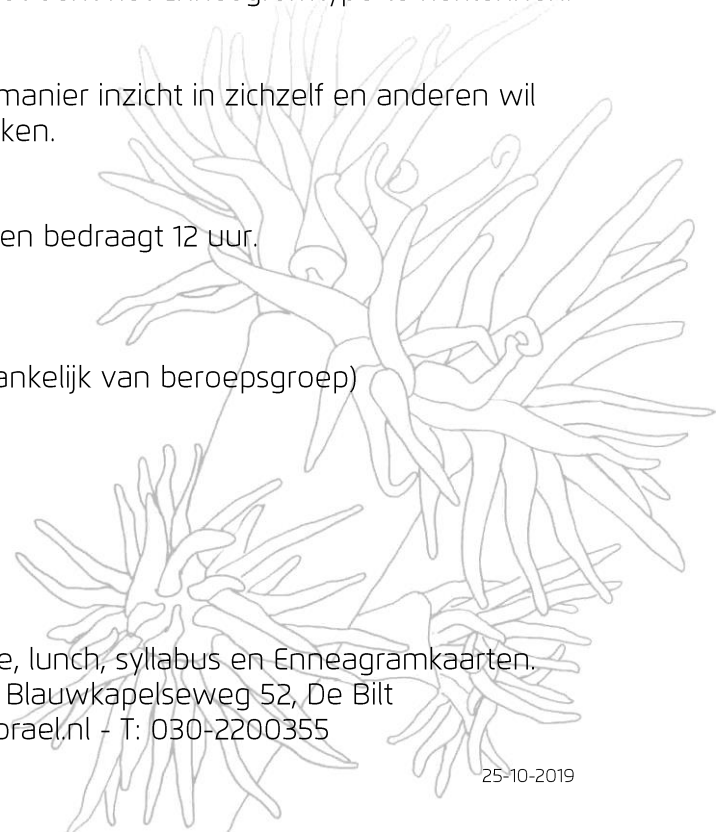 manier inzicht in zichzelf en anderen wil
ken.
en bedraagt 12 uur.
ankelijk van beroepsgroep)
e, lunch, syllabus en Enneagramkaarten.
Blauwkapelseweg 52, De Bilt
orael.nl - T: 030-2200355
25-10-2019